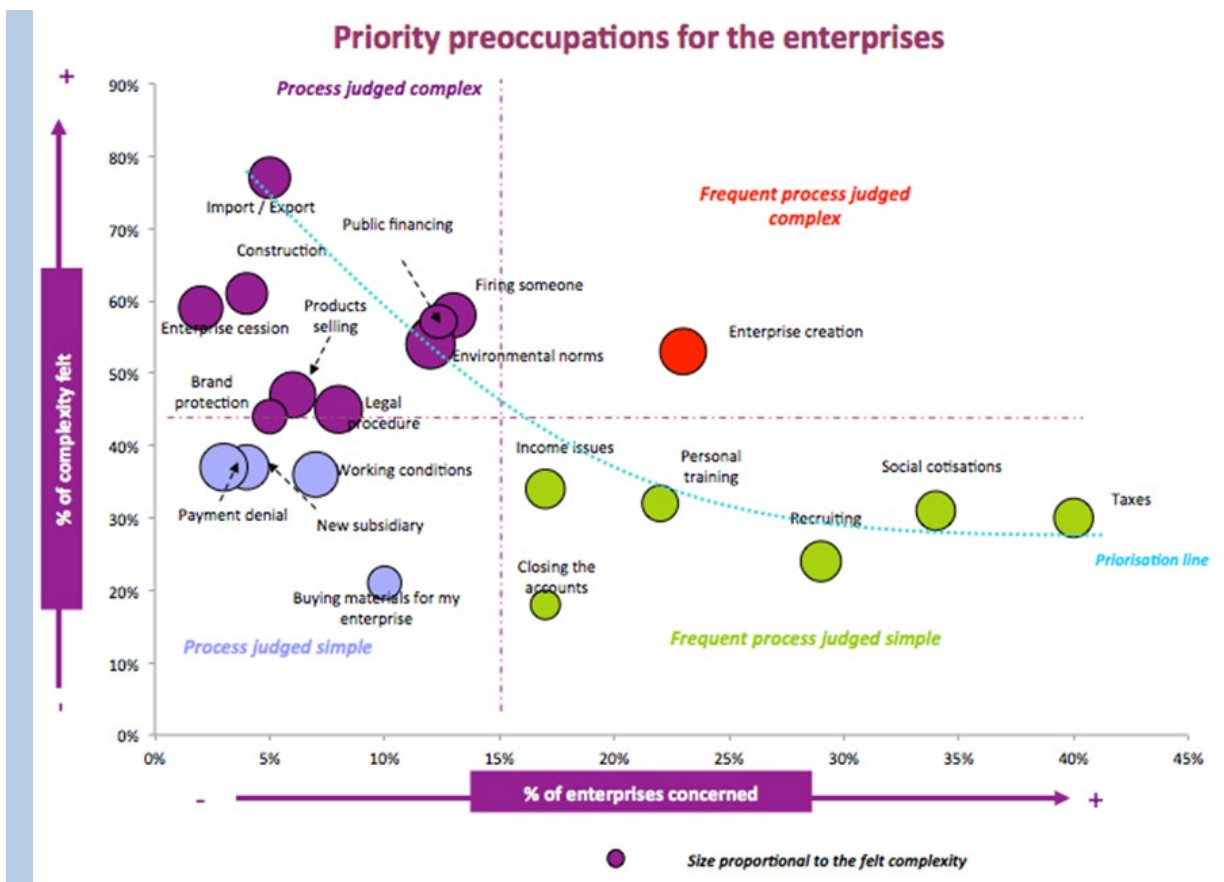 Priority preoccupations for the enterprises
+
90%
Process judged complex
80%
Import / Export
Public financing
Frequent process judged
complex
70%
Construction
Firing someone
60%
Enterprise cession
Products
selling
Enterprise creation
Environmental norms
50%
Brand
protection
Legal
procedure
% of complexity felt
40%
Income issues
Personal
training
Social cotisations
Working conditions
Payment denial
New subsidiary
Taxes
30%
Recruiting
Priorisation line
Closing the
accounts
20%
Buying materials for my
enterprise
Process judged simple
Frequent process judged simple
10%
-
0%
0% 5% 10% 15% 20% 25% 30% 35% 40% 45%
- % of enterprises concerned +
Size proportional to the felt complexity